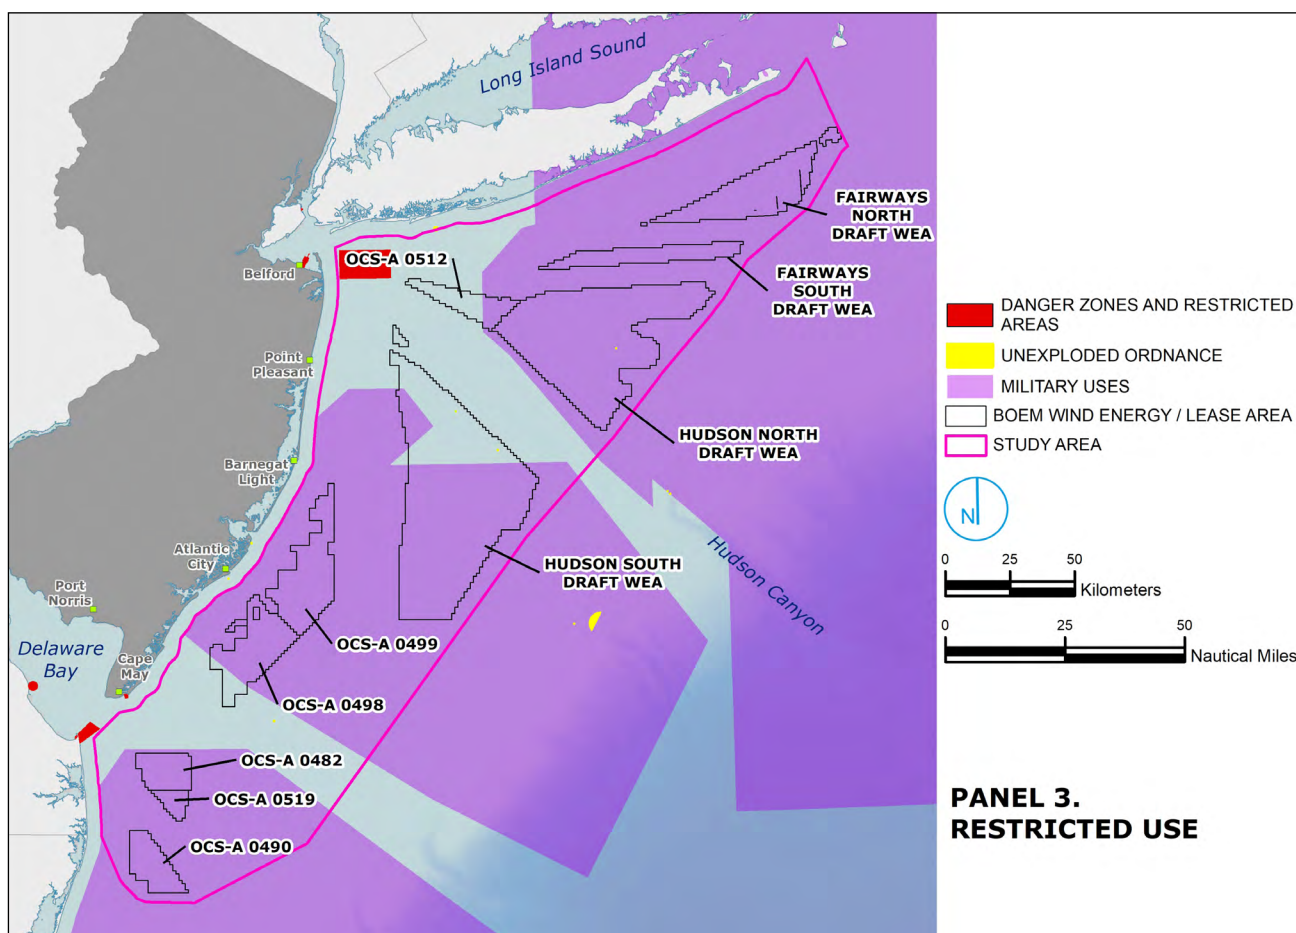 Long Island Sound
FAIRWAYS
NORTH
DRAFT WEA
OCS-A 0512
Belford
FAIRWAYS
SOUTH
DRAFT WEA
Point
Pleasant
HUDSON NORTH
DRAFT WEA
Barnegat
Light
Atlantic
City
HUDSON SOUTH
DRAFT WEA
Hudson Canyon
Port
Norris
OCS-A 0499
Delaware
Bay
Cape
May
OCS-A 0498
OCS-A 0482
OCS-A 0519
OCS-A 0490
DANGER ZONES AND RESTRICTED
AREAS
UNEXPLODED ORDNANCE
MILITARY USES
BOEM WIND ENERGY / LEASE AREA
STUDY AREA
N
0 25 50
Kilometers
0 25 50
Nautical Miles
PANEL 3.
RESTRICTED USE